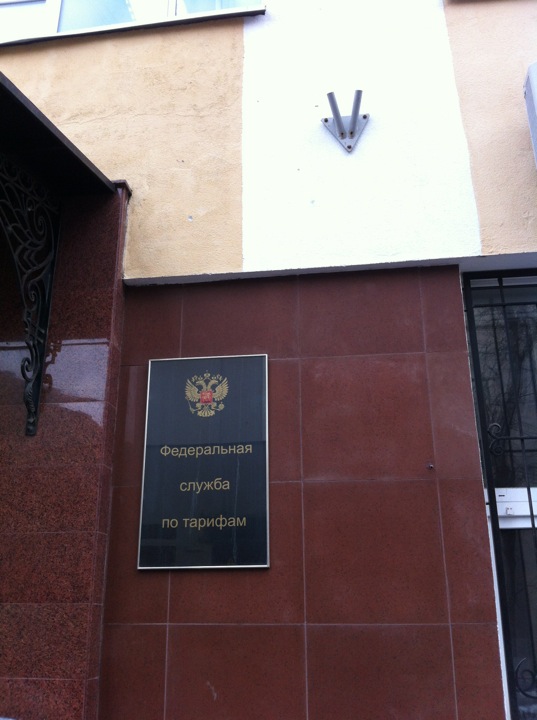 Федеральная
служба
по тарифам